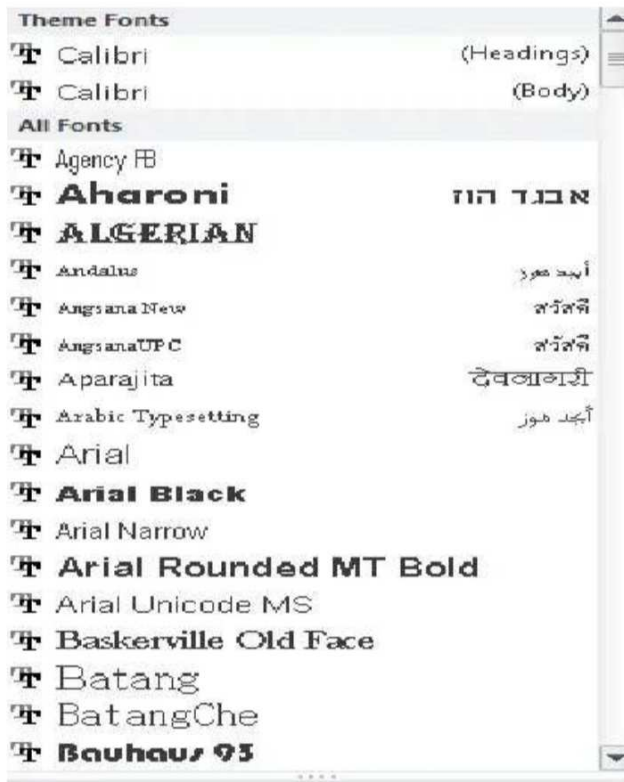 Theme Fonts
Calibri (Headings)
Calibri (Body)
All Fonts
Agency FB
Aharoni אבגד הוז
ALGERIAN
Andalus أبجد هوز
Angsana New สวัสดี
AngsanaUPC สวัสดี
Aparajita देवनागरी
Arabic Typesetting أبجد هوز
Arial
Arial Black
Arial Narrow
Arial Rounded MT Bold
Arial Unicode MS
Baskerville Old Face
Batang
BatangChe
Bauhaus 93